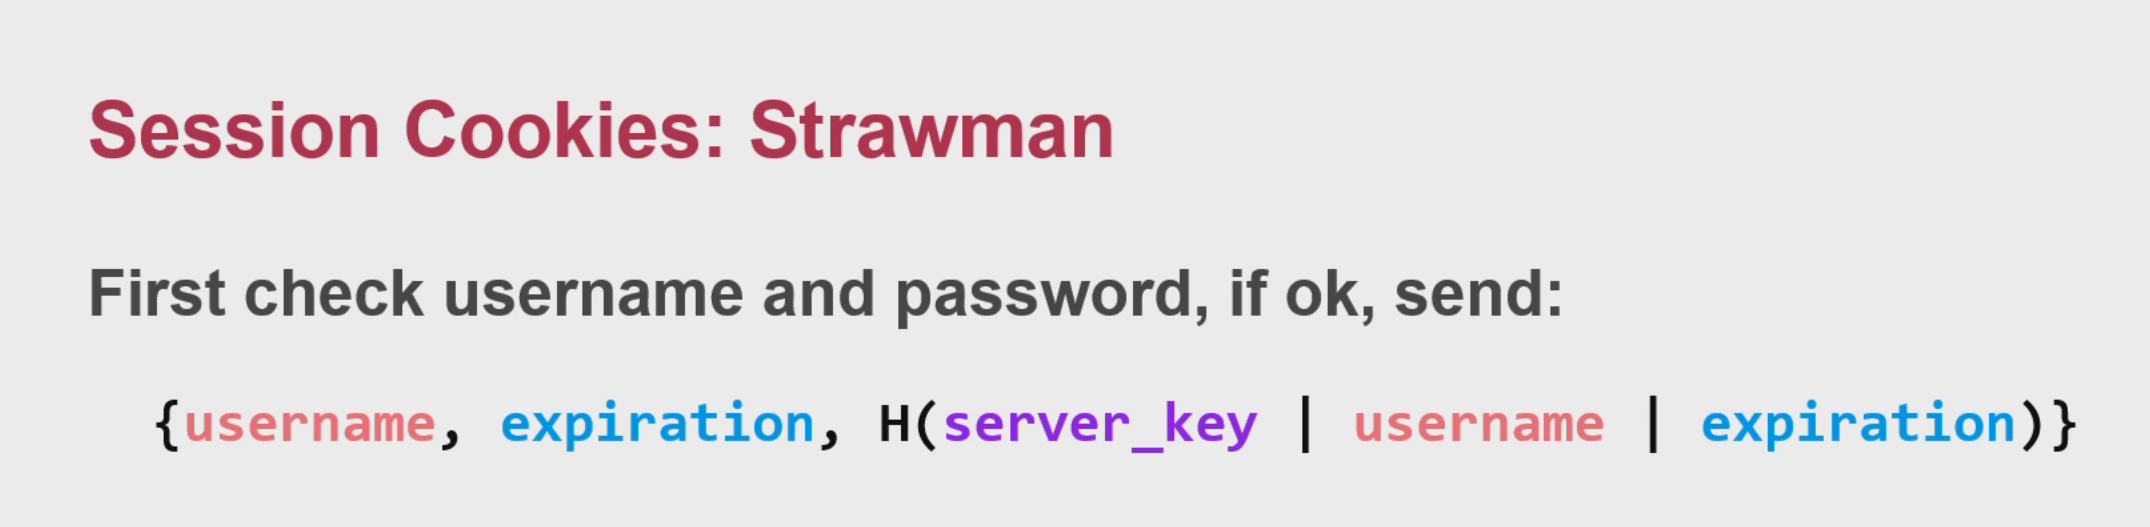 Session Cookies: Strawman
First check username and password, if ok, send:
{username, expiration, H(server_key | username | expiration)}